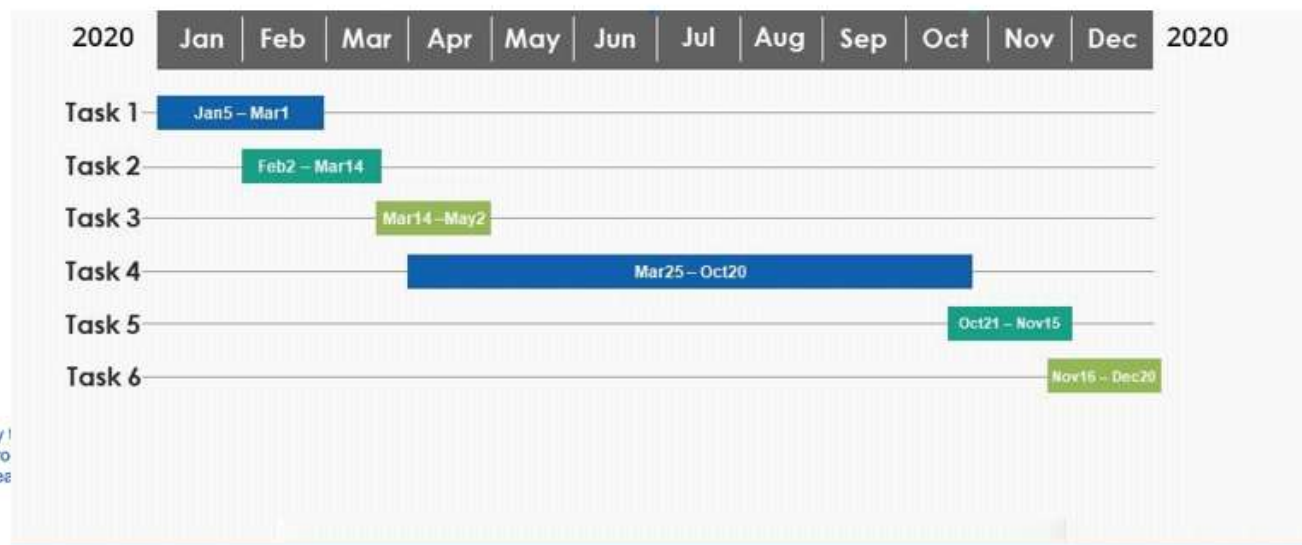 2020 Jan Feb Mar Apr May Jun Jul Aug Sep Oct Nov Dec 2020
Task 1 Jan5 – Mar1
Task 2 Feb2 – Mar14
Task 3 Mar14 –May2
Task 4 Mar25 – Oct20
Task 5 Oct21 – Nov15
Task 6 Nov16 – Dec20